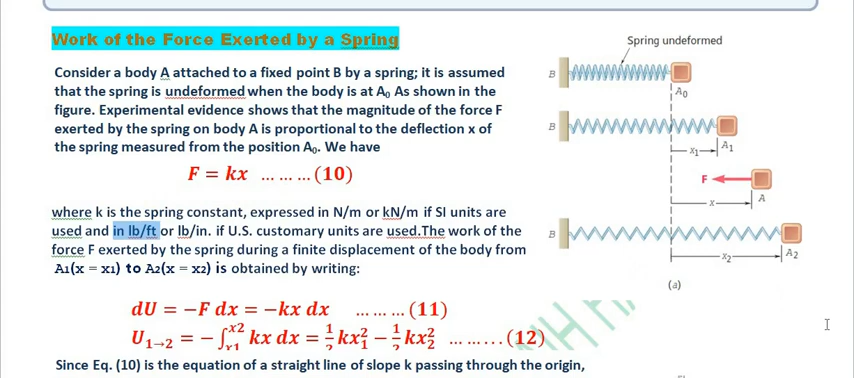 Work of the Force Exerted by a Spring
Consider a body A attached to a fixed point B by a spring; it is assumed
that the spring is undeformed when the body is at A₀ As shown in the
figure. Experimental evidence shows that the magnitude of the force F
exerted by the spring on body A is proportional to the deflection x of
the spring measured from the position A₀. We have
F = kx … … … (10)
where k is the spring constant, expressed in N/m or kN/m if SI units are
used and in lb/ft or lb/in. if U.S. customary units are used.The work of the
force F exerted by the spring during a finite displacement of the body from
A1(x = x1) to A2(x = x2) is obtained by writing:
dU = −F dx = −kx dx … … … (11)
U₁→₂ = − ∫ₓ₁ˣ² kx dx = ½kx₁² − ½kx₂² … … … (12)
Since Eq. (10) is the equation of a straight line of slope k passing through the origin,
Spring undeformed
B
A₀
B
x₁
A₁
F
x
A
B
x₂
A₂
(a)